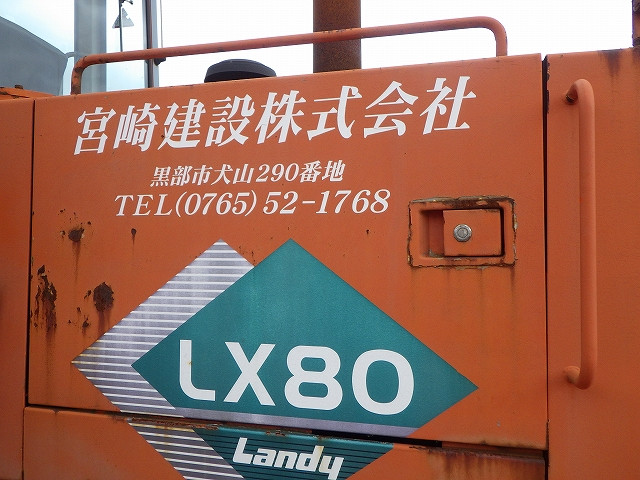 宮崎建設株式会社
黒部市犬山290番地
TEL(0765)52-1768
LX80
Landy